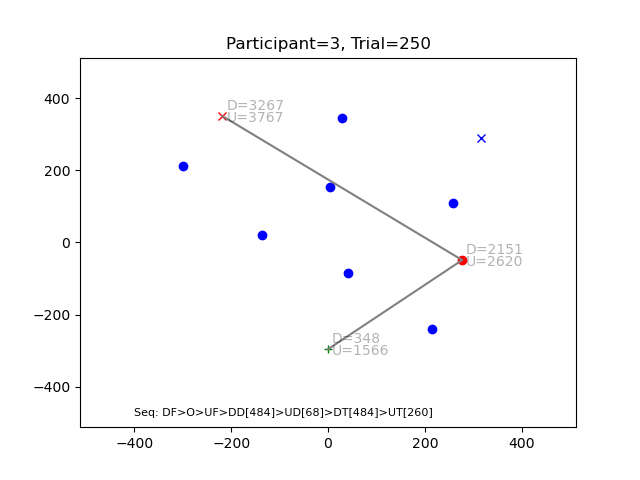 Participant=3, Trial=250
400
200
0
−200
−400
D=3267
U=3767
D=2151
U=2620
D=348
U=1566
Seq: DF>O>UF>DD[484]>UD[68]>DT[484]>UT[260]
−400 −200 0 200 400